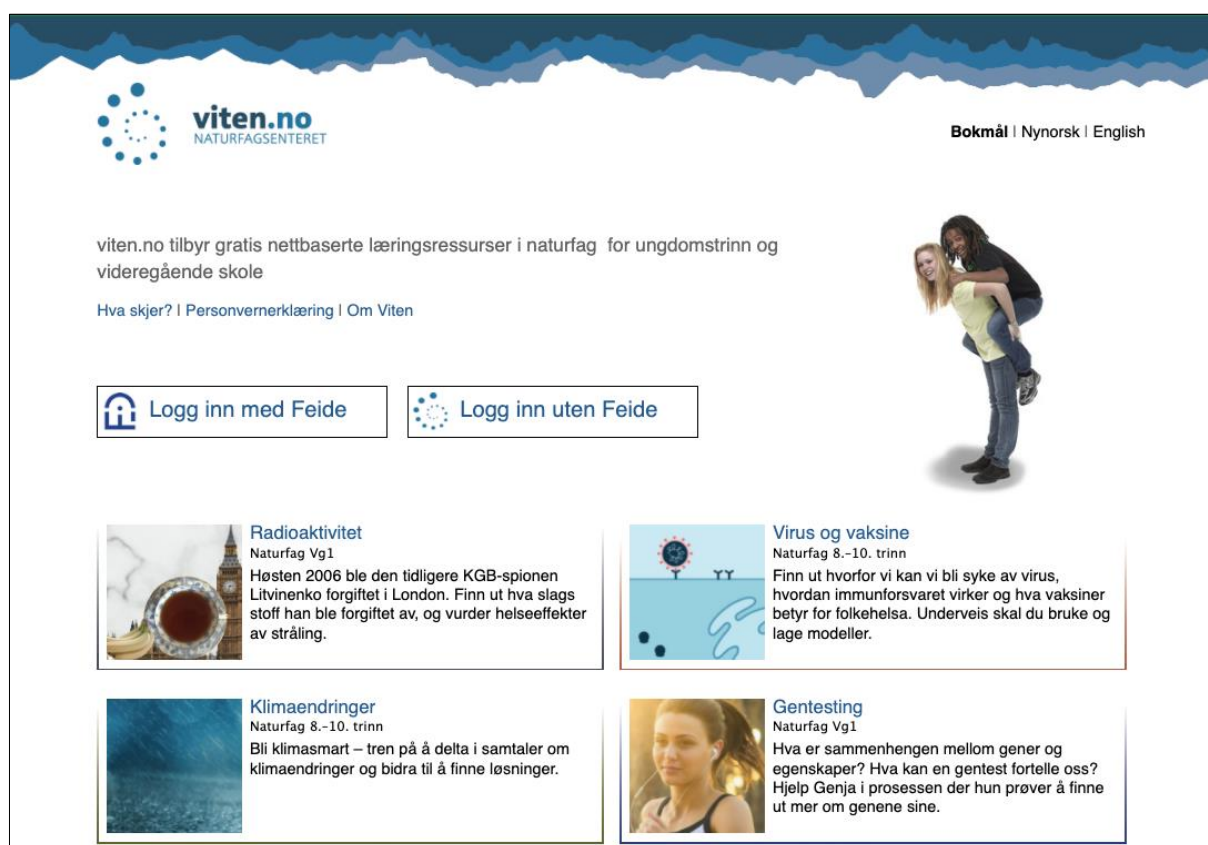 viten.no
NATURFAGSENTERET
Bokmål | Nynorsk | English
viten.no tilbyr gratis nettbaserte læringsressurser i naturfag for ungdomstrinn og
videregående skole
Hva skjer? | Personvernerklæring | Om Viten
Logg inn med Feide
Logg inn uten Feide
Radioaktivitet
Naturfag Vg1
Høsten 2006 ble den tidligere KGB-spionen
Litvinenko forgiftet i London. Finn ut hva slags
stoff han ble forgiftet av, og vurder helseeffekter
av stråling.
Virus og vaksine
Naturfag 8.-10. trinn
Finn ut hvorfor vi kan vi bli syke av virus,
hvordan immunforsvaret virker og hva vaksiner
betyr for folkehelsa. Underveis skal du bruke og
lage modeller.
Klimaendringer
Naturfag 8.-10. trinn
Bli klimasmart – tren på å delta i samtaler om
klimaendringer og bidra til å finne løsninger.
Gentesting
Naturfag Vg1
Hva er sammenhengen mellom gener og
egenskaper? Hva kan en gentest fortelle oss?
Hjelp Genja i prosessen der hun prøver å finne
ut mer om genene sine.